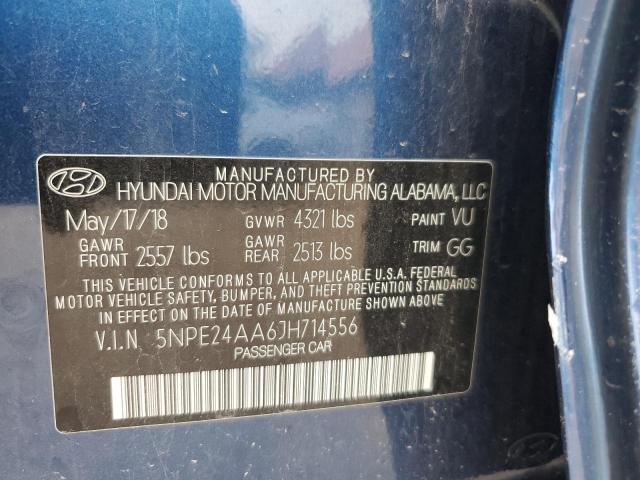 MANUFACTURED BY
HYUNDAI MOTOR MANUFACTURING ALABAMA, LLC
May/17/18 GVWR 4321 lbs PAINT VU
GAWR FRONT 2557 lbs GAWR REAR 2513 lbs TRIM GG
THIS VEHICLE CONFORMS TO ALL APPLICABLE U.S.A. FEDERAL
MOTOR VEHICLE SAFETY, BUMPER, AND THEFT PREVENTION STANDARDS
IN EFFECT ON THE DATE OF MANUFACTURE SHOWN ABOVE.
V.I.N. 5NPE24AA6JH714556
PASSENGER CAR